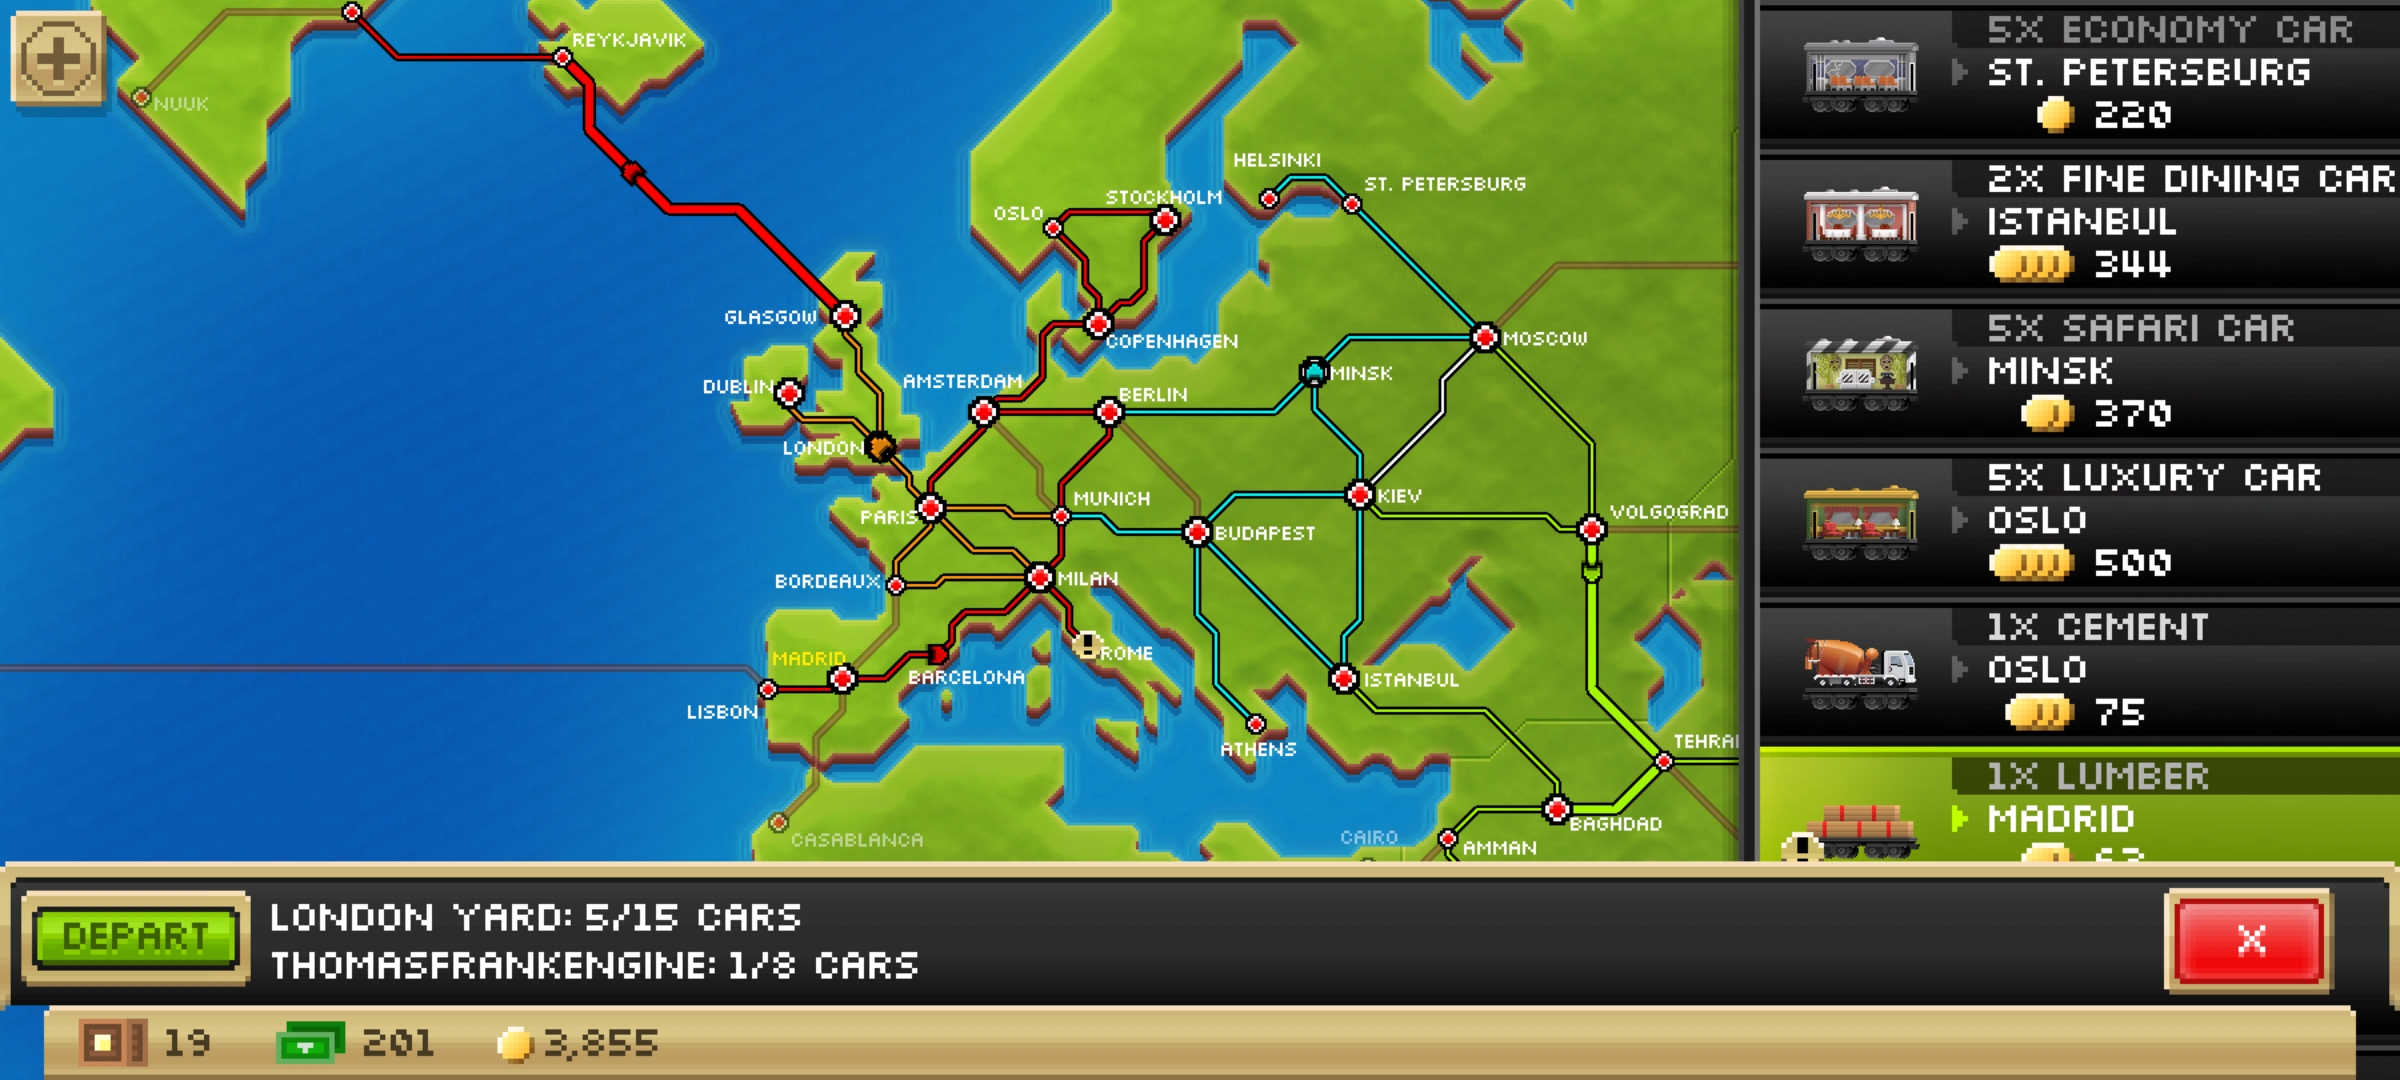 REYKJAVIK
NUUK
HELSINKI
ST. PETERSBURG
STOCKHOLM
OSLO
GLASGOW
COPENHAGEN
MOSCOW
MINSK
DUBLIN
AMSTERDAM
BERLIN
LONDON
MUNICH
KIEV
PARIS
BUDAPEST
VOLGOGRAD
BORDEAUX
MILAN
MADRID
ROME
BARCELONA
ISTANBUL
LISBON
ATHENS
TEHRA
CASABLANCA
CAIRO
AMMAN
BAGHDAD
5X ECONOMY CAR
ST. PETERSBURG
220
2X FINE DINING CAR
ISTANBUL
344
5X SAFARI CAR
MINSK
370
5X LUXURY CAR
OSLO
500
1X CEMENT
OSLO
75
1X LUMBER
MADRID
DEPART
LONDON YARD: 5/15 CARS
THOMASFRANKENGINE: 1/8 CARS
X
19
201
3,855